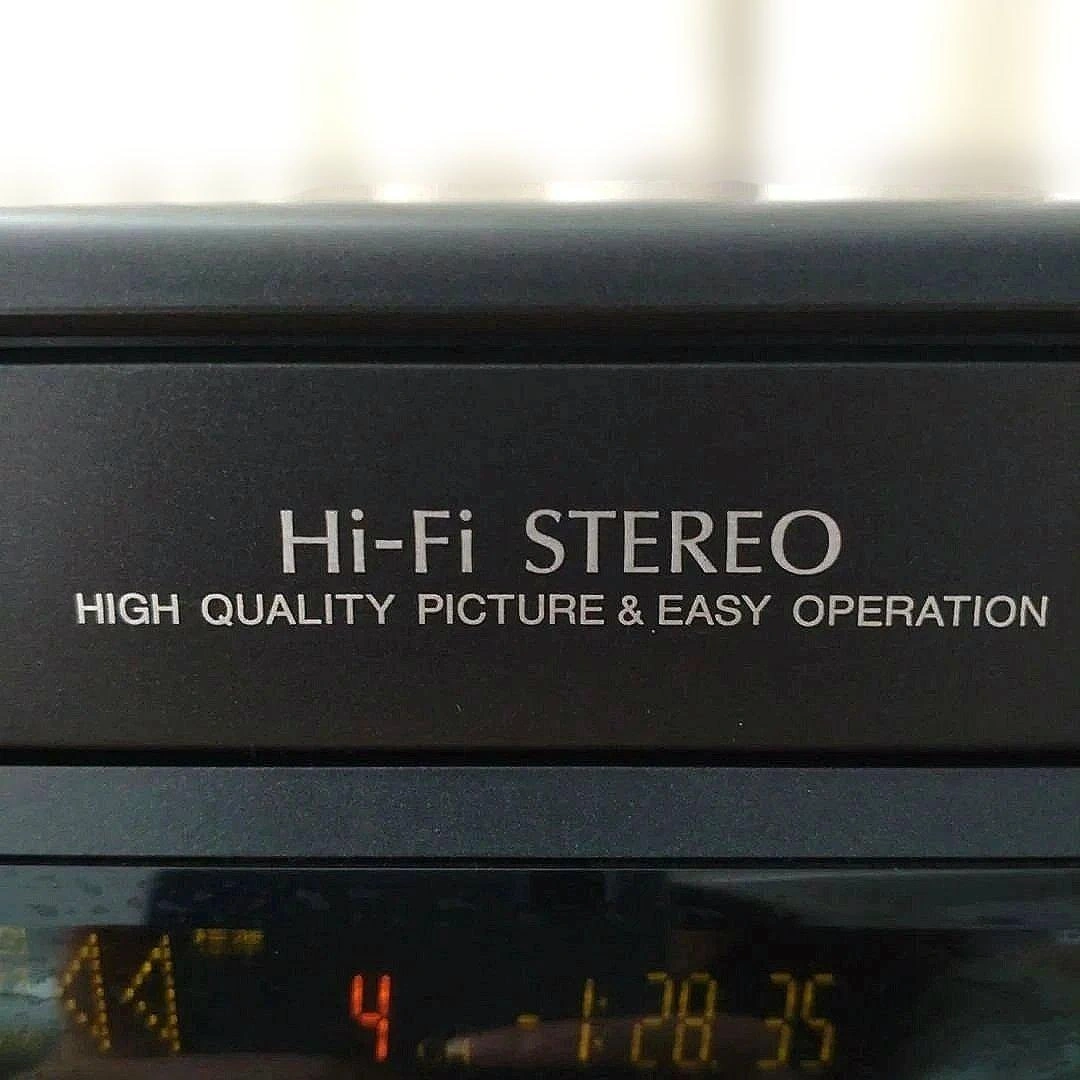 Hi-Fi STEREO
HIGH QUALITY PICTURE & EASY OPERATION
4 - 1:28.35